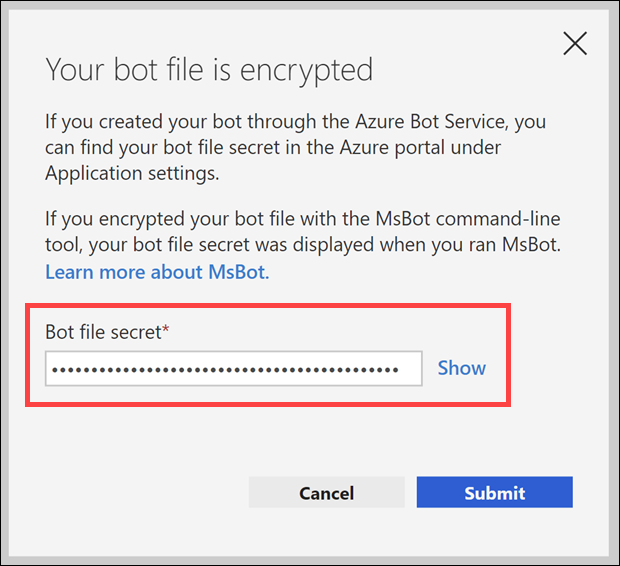 Your bot file is encrypted
If you created your bot through the Azure Bot Service, you
can find your bot file secret in the Azure portal under
Application settings.
If you encrypted your bot file with the MsBot command-line
tool, your bot file secret was displayed when you ran MsBot.
Learn more about MsBot.
Bot file secret*
••••••••••••••••••••••••••••••••••••••••••••
Show
Cancel
Submit